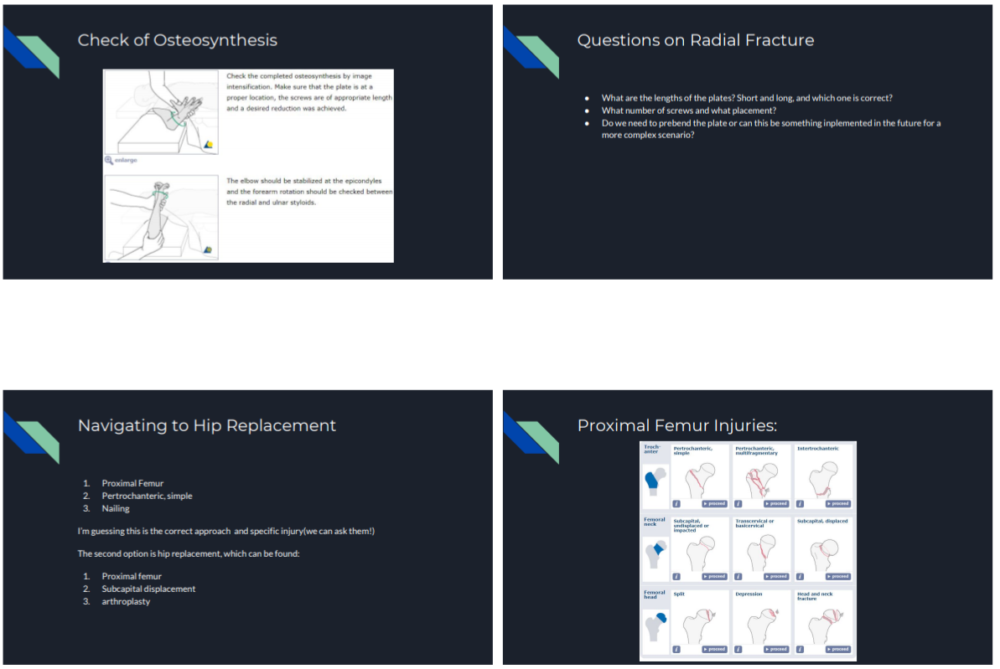 Check of Osteosynthesis
Check the completed osteosynthesis by image
intensification. Make sure that the plate is at a
proper location, the screws are of appropriate length
and a desired reduction was achieved.
enlarge
The elbow should be stabilized at the epicondyles
and the forearm rotation should be checked between
the radial and ulnar styloids.
Questions on Radial Fracture
● What are the lengths of the plates? Short and long, and which one is correct?
● What number of screws and what placement?
● Do we need to prebend the plate or can this be something inplemented in the future for a
more complex scenario?
Navigating to Hip Replacement
1. Proximal Femur
2. Pertrochanteric, simple
3. Nailing
I'm guessing this is the correct approach and specific injury(we can ask them!)
The second option is hip replacement, which can be found:
1. Proximal femur
2. Subcapital displacement
3. arthroplasty
Proximal Femur Injuries:
Troch-
anter
Pertrochanteric,
simple
Pertrochanteric,
multifragmentary
Intertrochanteric
i proceed
i proceed
i proceed
Femoral
neck
Subcapital,
undisplaced or
impacted
Transcervical or
basicervical
Subcapital, displaced
i proceed
i proceed
i proceed
Femoral
head
Split
Depression
Head and neck
fracture
i proceed
i proceed
i proceed